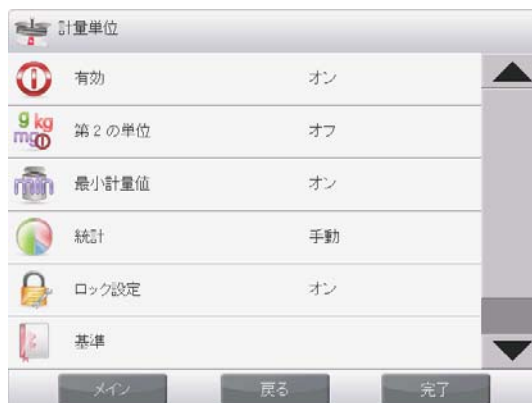 計量単位
有効 オン
g kg
mg
第2の単位 オフ
min
最小計量値 オン
統計 手動
ロック設定 オン
基準
メイン 戻る 完了